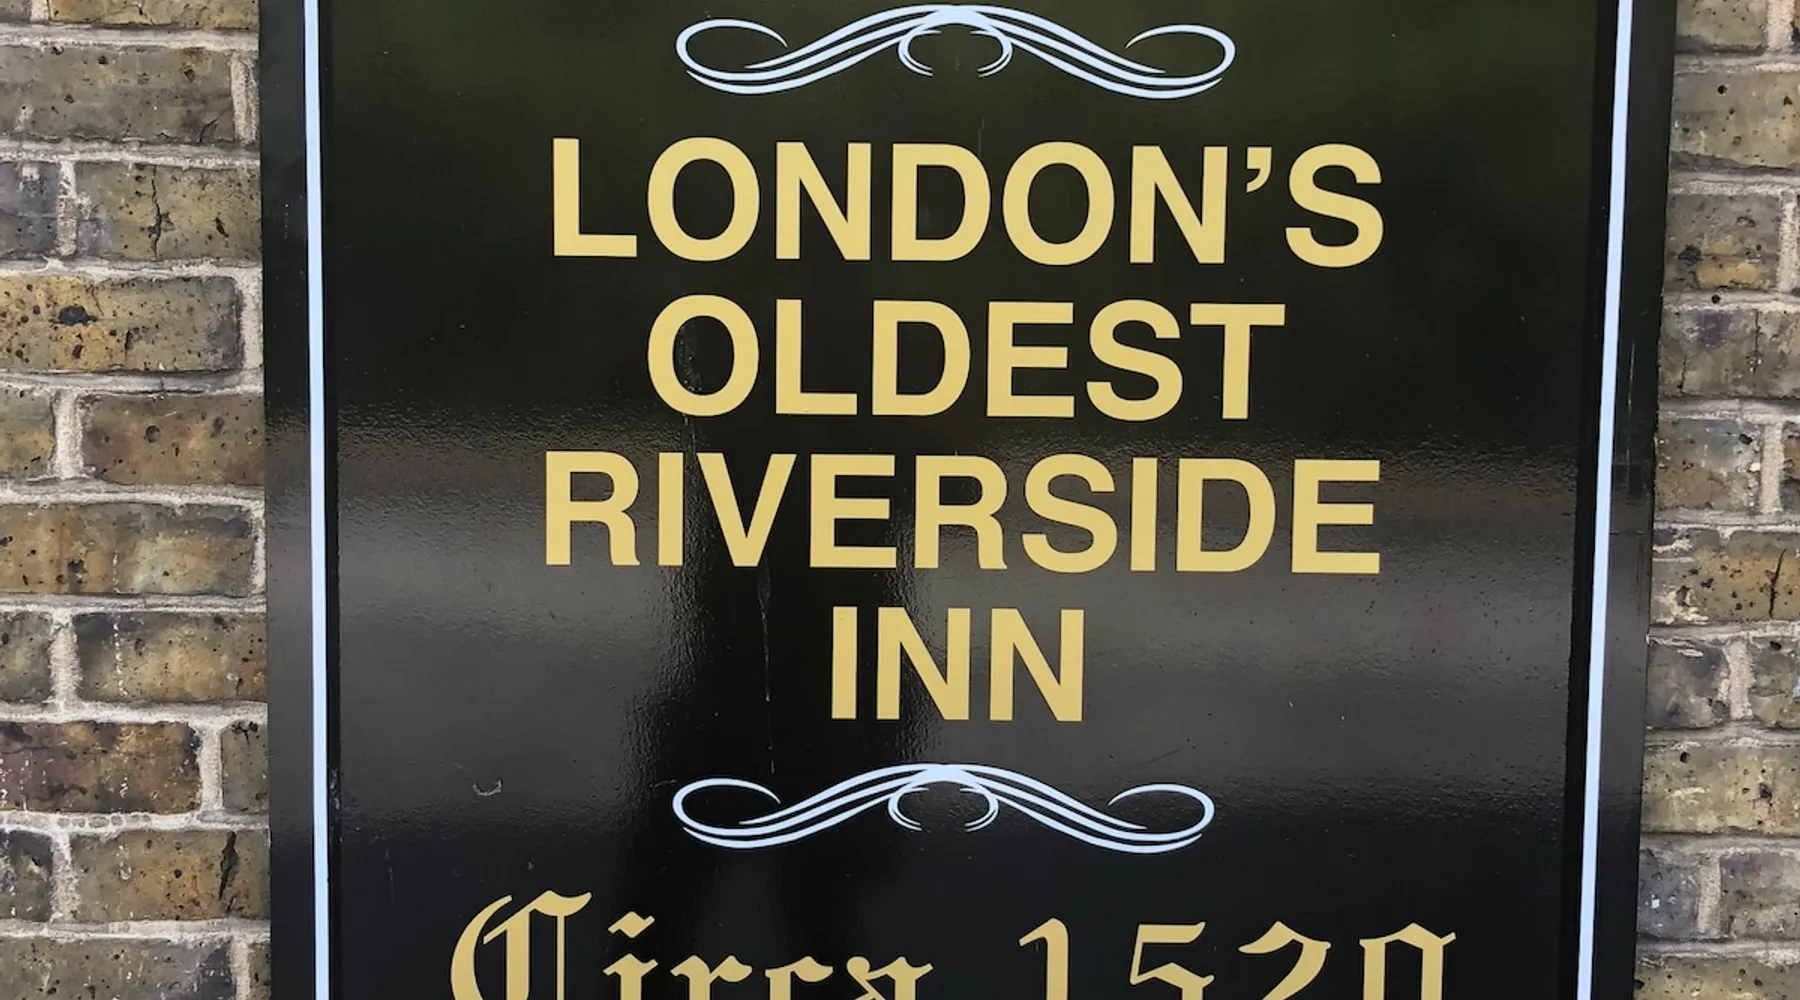 LONDON’S
OLDEST
RIVERSIDE
INN
Circa 1520